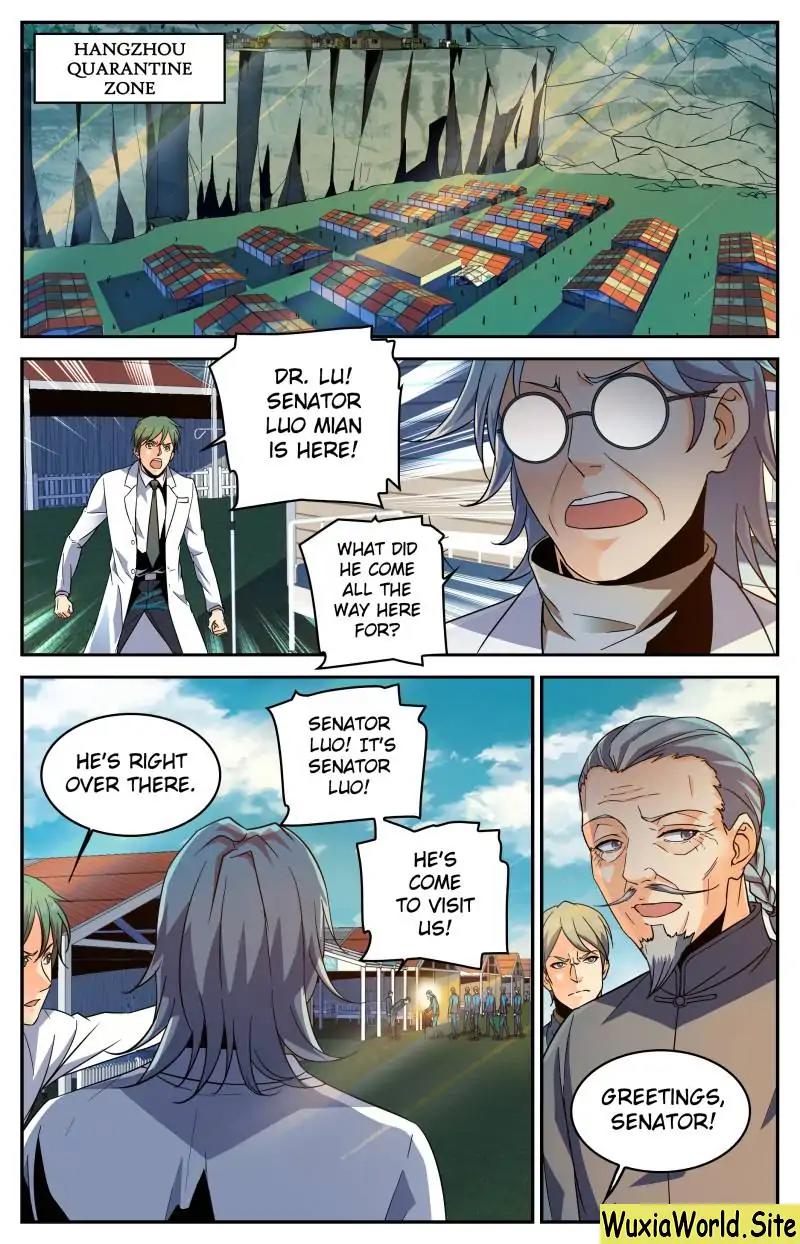 HANGZHOU
QUARANTINE
ZONE
DR. LU!
SENATOR
LUO MIAN
IS HERE!
WHAT DID
HE COME
ALL THE
WAY HERE
FOR?
HE'S RIGHT
OVER THERE.
SENATOR
LUO! IT'S
SENATOR
LUO!
HE'S
COME
TO VISIT
US!
GREETINGS,
SENATOR!
WuxiaWorld.Site